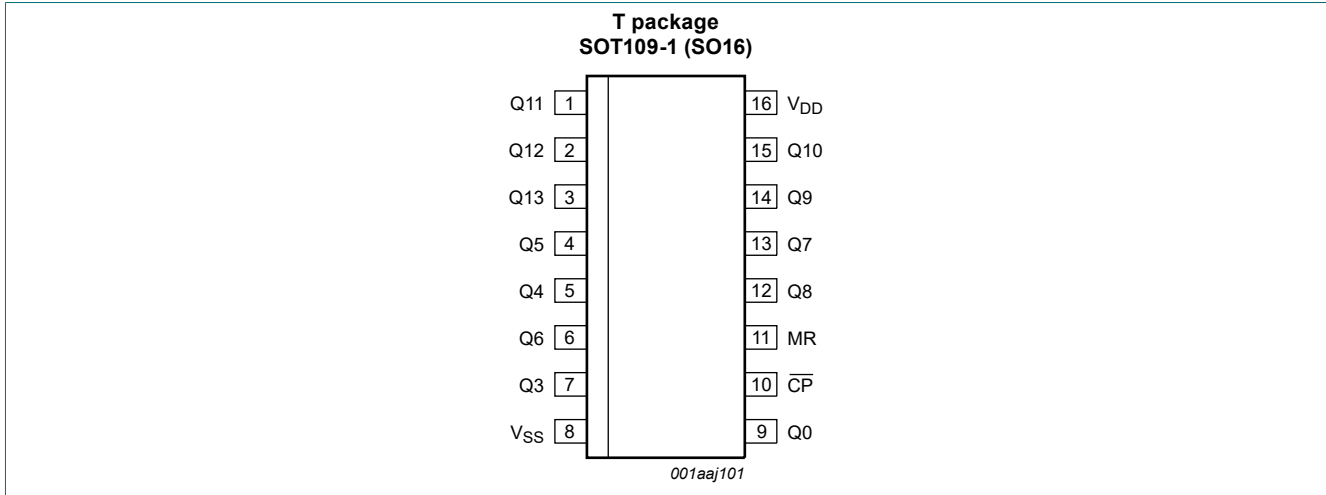 T package
SOT109-1 (SO16)
Q11 1 16 VDD
Q12 2 15 Q10
Q13 3 14 Q9
Q5 4 13 Q7
Q4 5 12 Q8
Q6 6 11 MR
Q3 7 10 C̅P̅
VSS 8 9 Q0
001aaj101